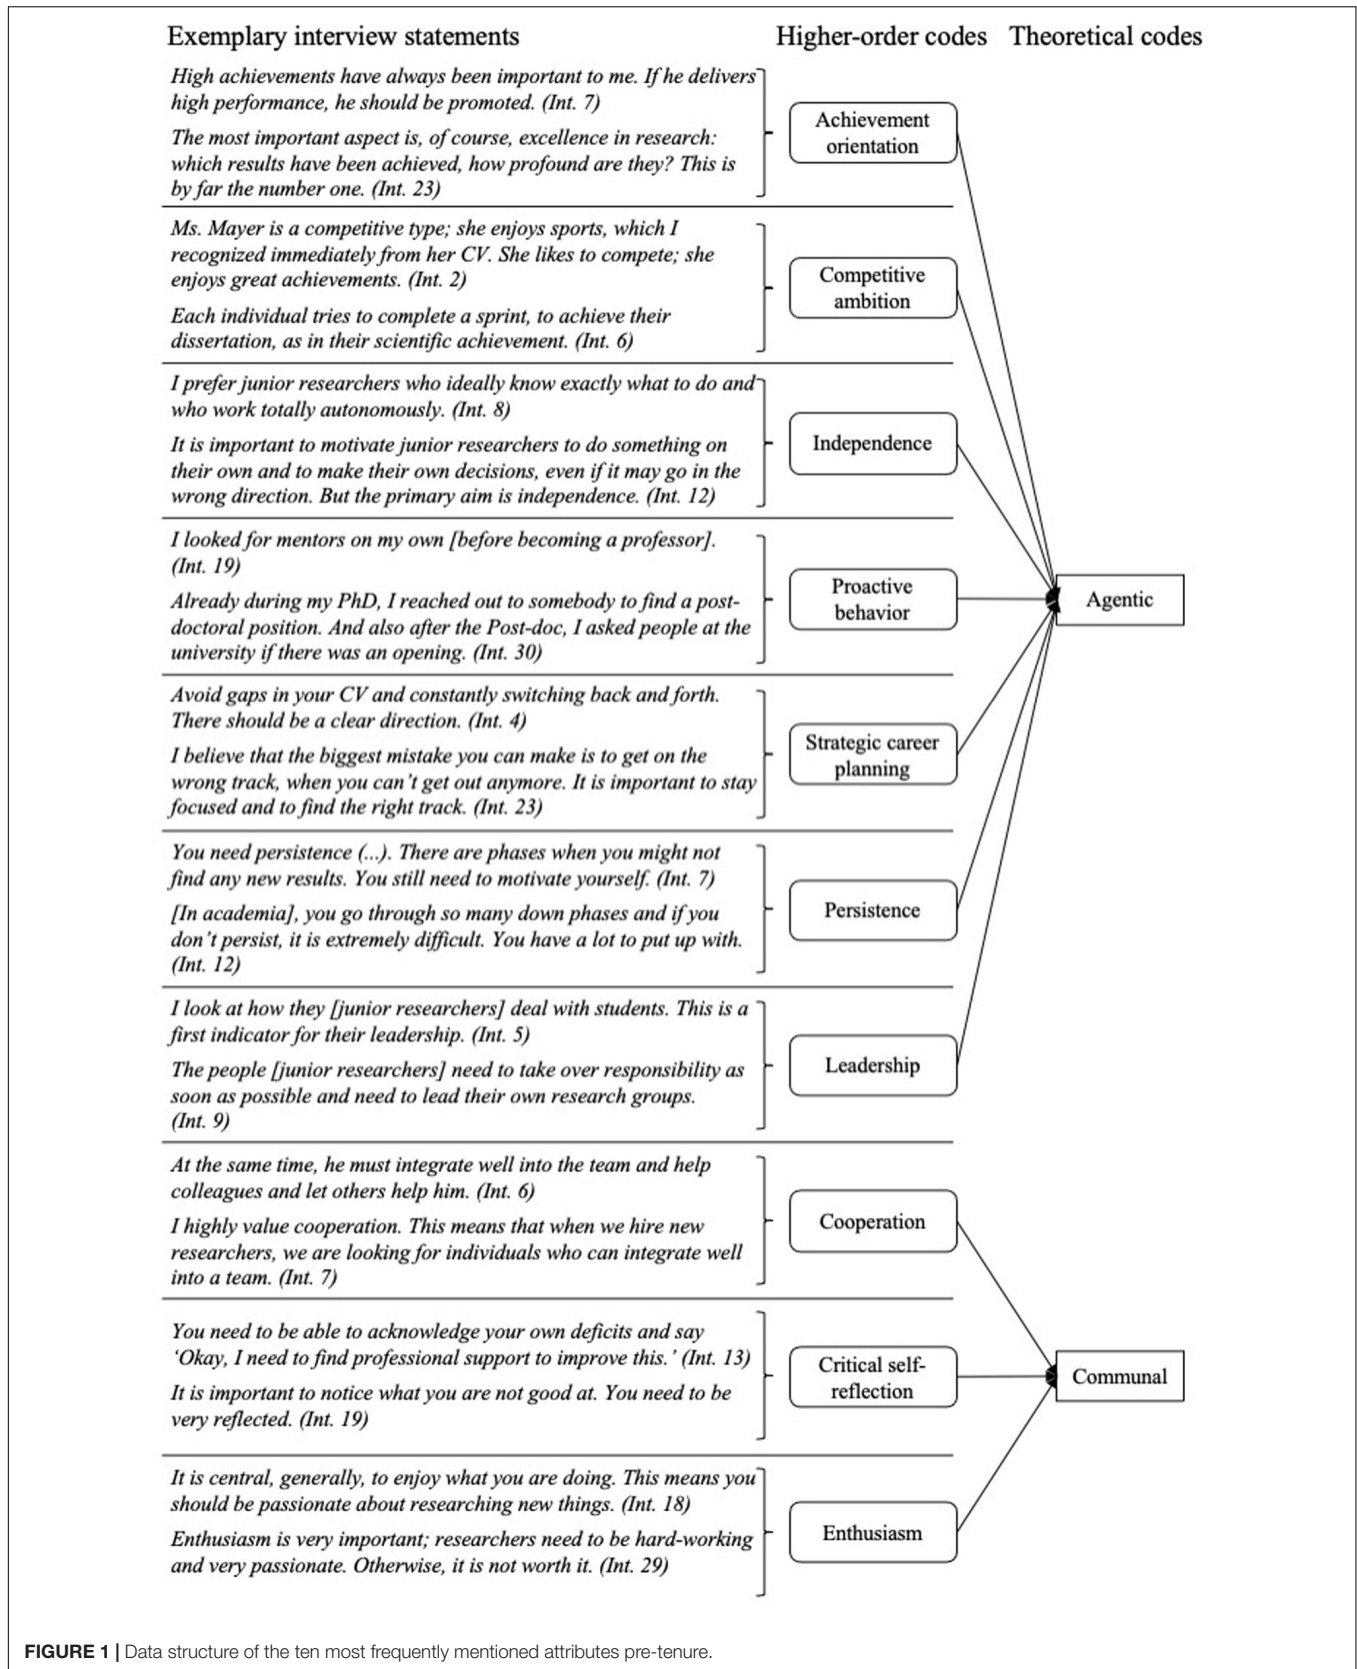 Exemplary interview statements
Higher-order codes
Theoretical codes
High achievements have always been important to me. If he delivers
high performance, he should be promoted. (Int. 7)
The most important aspect is, of course, excellence in research:
which results have been achieved, how profound are they? This is
by far the number one. (Int. 23)
Achievement
orientation
Ms. Mayer is a competitive type; she enjoys sports, which I
recognized immediately from her CV. She likes to compete; she
enjoys great achievements. (Int. 2)
Each individual tries to complete a sprint, to achieve their
dissertation, as in their scientific achievement. (Int. 6)
Competitive
ambition
I prefer junior researchers who ideally know exactly what to do and
who work totally autonomously. (Int. 8)
It is important to motivate junior researchers to do something on
their own and to make their own decisions, even if it may go in the
wrong direction. But the primary aim is independence. (Int. 12)
Independence
I looked for mentors on my own [before becoming a professor].
(Int. 19)
Already during my PhD, I reached out to somebody to find a post-
doctoral position. And also after the Post-doc, I asked people at the
university if there was an opening. (Int. 30)
Proactive
behavior
Agentic
Avoid gaps in your CV and constantly switching back and forth.
There should be a clear direction. (Int. 4)
I believe that the biggest mistake you can make is to get on the
wrong track, when you can't get out anymore. It is important to stay
focused and to find the right track. (Int. 23)
Strategic career
planning
You need persistence (...). There are phases when you might not
find any new results. You still need to motivate yourself. (Int. 7)
[In academia], you go through so many down phases and if you
don't persist, it is extremely difficult. You have a lot to put up with.
(Int. 12)
Persistence
I look at how they [junior researchers] deal with students. This is a
first indicator for their leadership. (Int. 5)
The people [junior researchers] need to take over responsibility as
soon as possible and need to lead their own research groups.
(Int. 9)
Leadership
At the same time, he must integrate well into the team and help
colleagues and let others help him. (Int. 6)
I highly value cooperation. This means that when we hire new
researchers, we are looking for individuals who can integrate well
into a team. (Int. 7)
Cooperation
You need to be able to acknowledge your own deficits and say
'Okay, I need to find professional support to improve this.' (Int. 13)
It is important to notice what you are not good at. You need to be
very reflected. (Int. 19)
Critical self-
reflection
Communal
It is central, generally, to enjoy what you are doing. This means you
should be passionate about researching new things. (Int. 18)
Enthusiasm is very important; researchers need to be hard-working
and very passionate. Otherwise, it is not worth it. (Int. 29)
Enthusiasm
FIGURE 1 | Data structure of the ten most frequently mentioned attributes pre-tenure.